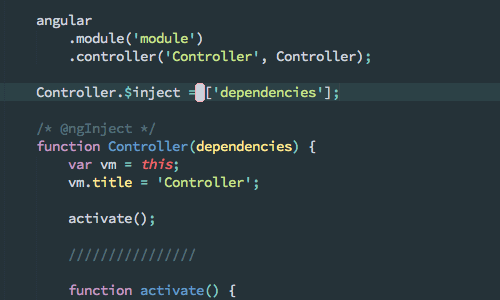 angular
.module('module')
.controller('Controller', Controller);
Controller.$inject = ['dependencies'];
/* @ngInject */
function Controller(dependencies) {
var vm = this;
vm.title = 'Controller';
activate();
////////////////
function activate() {